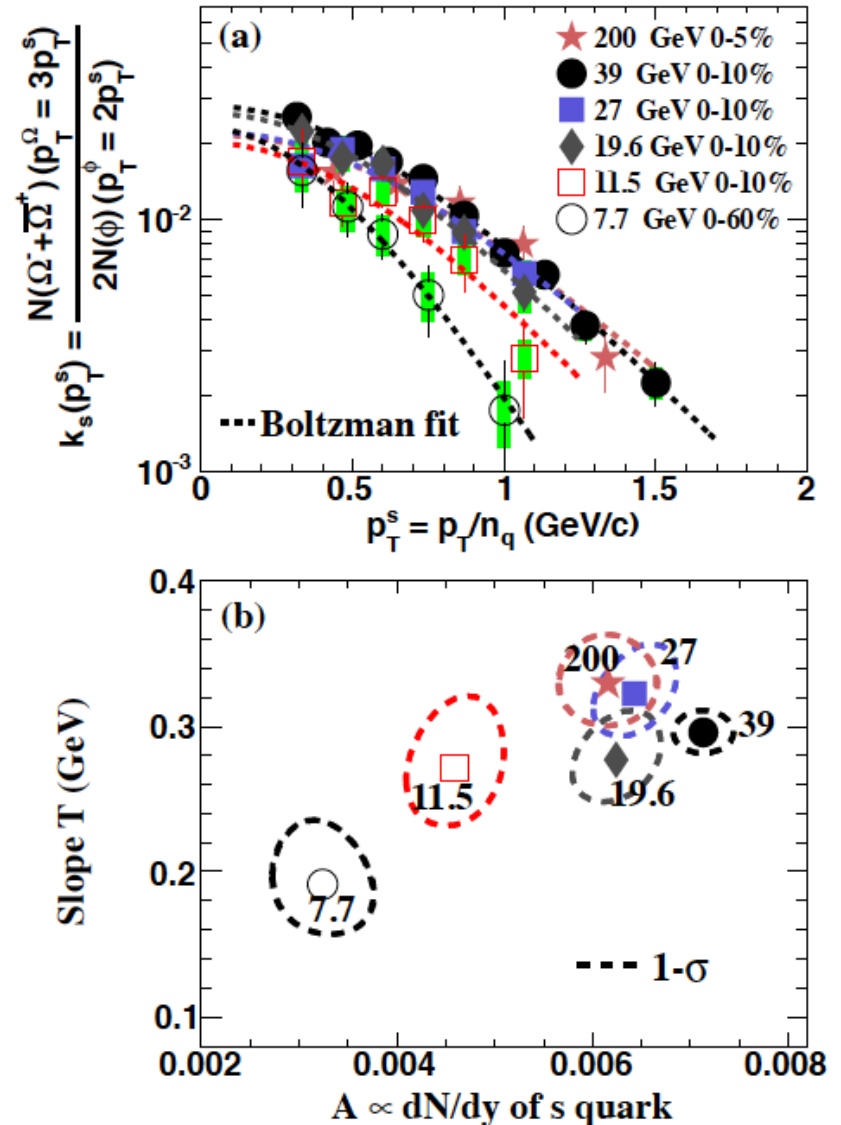 (a)
200 GeV 0-5%
39 GeV 0-10%
27 GeV 0-10%
19.6 GeV 0-10%
11.5 GeV 0-10%
7.7 GeV 0-60%
Boltzman fit
k_s(p_T^s) = N(Ω⁻+Ω̄⁺)(p_T^Ω = 3p_T^s)
2N(ϕ)(p_T^ϕ = 2p_T^s)
10⁻²
10⁻³
0 0.5 1 1.5 2
p_T^s = p_T/n_q (GeV/c)
(b)
Slope T (GeV)
0.4
0.3
0.2
0.1
200
27
39
19.6
11.5
7.7
1-σ
0.002 0.004 0.006 0.008
A ∝ dN/dy of s quark